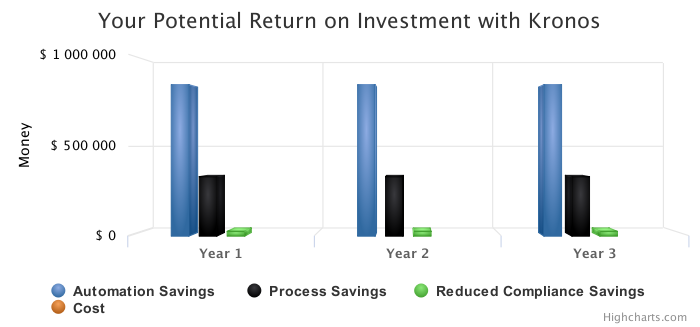 Your Potential Return on Investment with Kronos
$ 1 000 000
$ 500 000
$ 0
Money
Year 1
Year 2
Year 3
Automation Savings
Process Savings
Reduced Compliance Savings
Cost
Highcharts.com